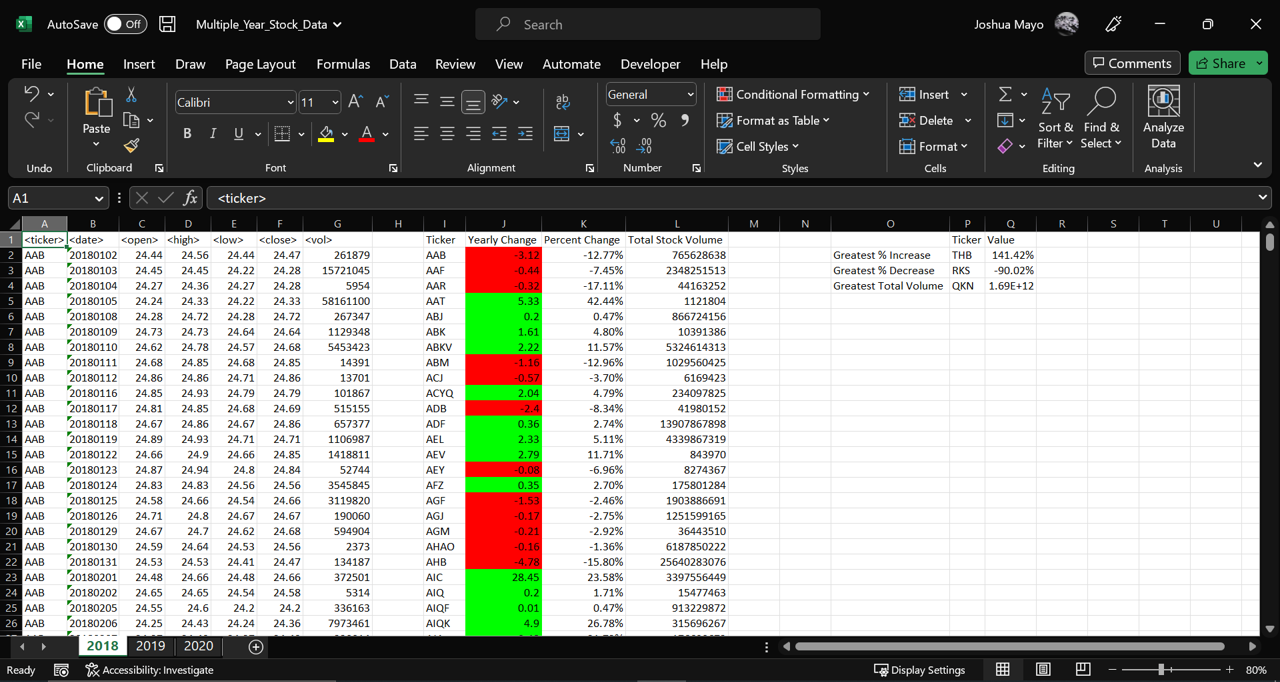 AutoSave Off Multiple_Year_Stock_Data Search Joshua Mayo
File Home Insert Draw Page Layout Formulas Data Review View Automate Developer Help Comments Share
Calibri 11 General Conditional Formatting Insert
Paste Format as Table Delete Sort & Filter Find & Select Analyze Data
Cell Styles Format
Undo Clipboard Font Alignment Number Styles Cells Editing Analysis
A1 <ticker>
A B C D E F G H I J K L M N O P Q R S T U
1 <ticker> <date> <open> <high> <low> <close> <vol> Ticker Yearly Change Percent Change Total Stock Volume Ticker Value
2 AAB 20180102 24.44 24.56 24.44 24.47 261879 AAB -3.12 -12.77% 765628638 Greatest % Increase THB 141.42%
3 AAB 20180103 24.45 24.45 22.28 24.28 15721045 AAF -0.44 -7.45% 2348251513 Greatest % Decrease RKS -90.02%
4 AAB 20180104 24.27 24.36 24.27 24.28 5954 AAR -0.32 -17.11% 44163252 Greatest Total Volume QKN 1.69E+12
5 AAB 20180105 24.24 24.33 22.22 24.33 58161100 AAT 5.33 42.44% 1121804
6 AAB 20180108 24.28 24.72 24.28 24.72 267347 ABJ 0.2 0.47% 866724156
7 AAB 20180109 24.73 24.73 24.64 24.64 1129348 ABK 1.61 4.80% 10391386
8 AAB 20180110 24.62 24.78 24.57 24.68 5453423 ABKV 2.22 11.57% 5324614313
9 AAB 20180111 24.68 24.85 24.68 24.85 14391 ABM -1.16 -12.96% 1029560425
10 AAB 20180112 24.86 24.86 24.71 24.86 13701 ACJ -0.57 -3.70% 6169423
11 AAB 20180116 24.85 24.93 24.79 24.79 101867 ACYQ 2.04 4.79% 234097825
12 AAB 20180117 24.81 24.85 24.68 24.69 515155 ADB -2.4 -8.34% 41980152
13 AAB 20180118 24.67 24.86 24.67 24.86 657377 ADF 0.36 2.74% 13907867898
14 AAB 20180119 24.89 24.93 24.71 24.71 1106987 AEL 2.33 5.11% 4339867319
15 AAB 20180122 24.66 24.9 24.66 24.85 1418811 AEV 2.79 11.71% 843970
16 AAB 20180123 24.87 24.94 24.8 24.84 52744 AEY -0.08 -6.96% 8274367
17 AAB 20180124 24.83 24.83 24.56 24.56 3545845 AFZ 0.35 2.70% 175801284
18 AAB 20180125 24.58 24.66 24.54 24.66 3119820 AGF -1.53 -2.46% 1903886691
19 AAB 20180126 24.71 24.8 24.67 24.67 190060 AGJ -0.17 -2.75% 1251599165
20 AAB 20180129 24.67 24.7 24.62 24.68 594904 AGM -0.21 -2.92% 36443510
21 AAB 20180130 24.59 24.64 24.53 24.56 2373 AHAO -0.16 -1.36% 6187850222
22 AAB 20180131 24.53 24.53 24.41 24.47 134187 AHB -4.78 -15.80% 25640283076
23 AAB 20180201 24.48 24.66 24.48 24.66 372501 AIC 28.45 23.58% 3397556449
24 AAB 20180202 24.65 24.65 24.54 24.58 5314 AIQ 0.2 1.71% 15477463
25 AAB 20180205 24.55 24.6 24.2 24.2 336163 AIQF 0.01 0.47% 913229872
26 AAB 20180206 24.25 24.43 24.24 24.36 7973461 AIQK 4.9 26.78% 315696267
2018 2019 2020
Ready Accessibility: Investigate Display Settings 80%